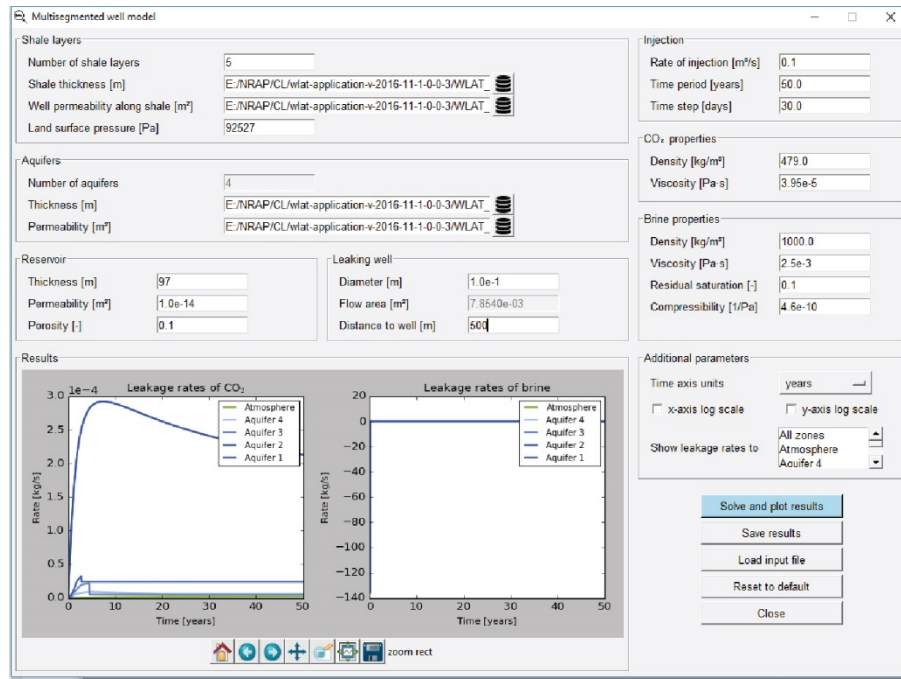 Multisegmented well model
Shale layers
Number of shale layers 5
Shale thickness [m] E:/NRAP/CL/wlat-application-v-2016-11-1-0-0-3/WLAT_
Well permeability along shale [m²] E:/NRAP/CL/wlat-application-v-2016-11-1-0-0-3/WLAT_
Land surface pressure [Pa] 92527
Aquifers
Number of aquifers 4
Thickness [m] E:/NRAP/CL/wlat-application-v-2016-11-1-0-0-3/WLAT_
Permeability [m²] E:/NRAP/CL/wlat-application-v-2016-11-1-0-0-3/WLAT_
Reservoir
Thickness [m] 97
Permeability [m²] 1.0e-14
Porosity [-] 0.1
Leaking well
Diameter [m] 1.0e-1
Flow area [m²] 7.8540e-03
Distance to well [m] 500
Injection
Rate of injection [m³/s] 0.1
Time period [years] 50.0
Time step [days] 30.0
CO₂ properties
Density [kg/m³] 479.0
Viscosity [Pa·s] 3.95e-5
Brine properties
Density [kg/m³] 1000.0
Viscosity [Pa·s] 2.5e-3
Residual saturation [-] 0.1
Compressibility [1/Pa] 4.6e-10
Results
Leakage rates of CO₂
1e−4
3.0
2.5
2.0
1.5
1.0
0.5
0.0
Rate [kg/s]
Atmosphere
Aquifer 4
Aquifer 3
Aquifer 2
Aquifer 1
0 10 20 30 40 50
Time [years]
Leakage rates of brine
20
0
−20
−40
−60
−80
−100
−120
−140
Rate [kg/s]
Atmosphere
Aquifer 4
Aquifer 3
Aquifer 2
Aquifer 1
0 10 20 30 40 50
Time [years]
zoom rect
Additional parameters
Time axis units years
x-axis log scale y-axis log scale
Show leakage rates to
All zones
Atmosphere
Aquifer 4
Solve and plot results
Save results
Load input file
Reset to default
Close